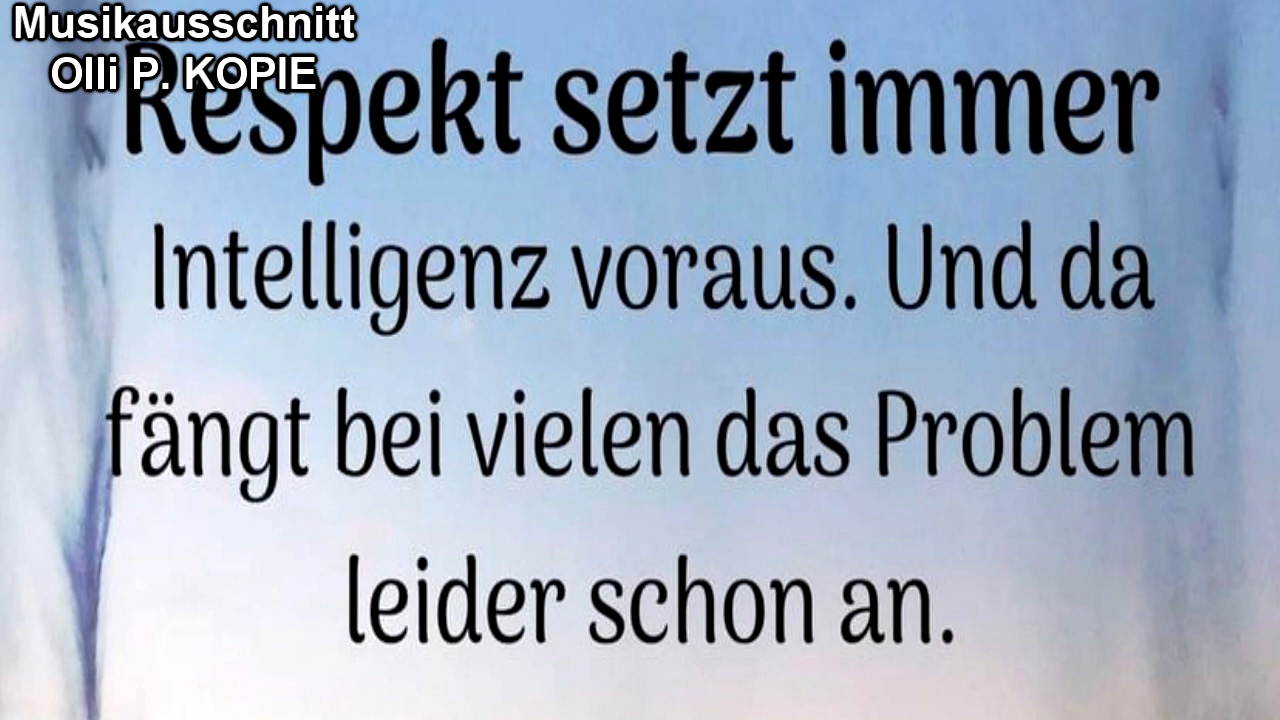 Musikausschnitt
Olli P. KOPIE
Respekt setzt immer
Intelligenz voraus. Und da
fängt bei vielen das Problem
leider schon an.